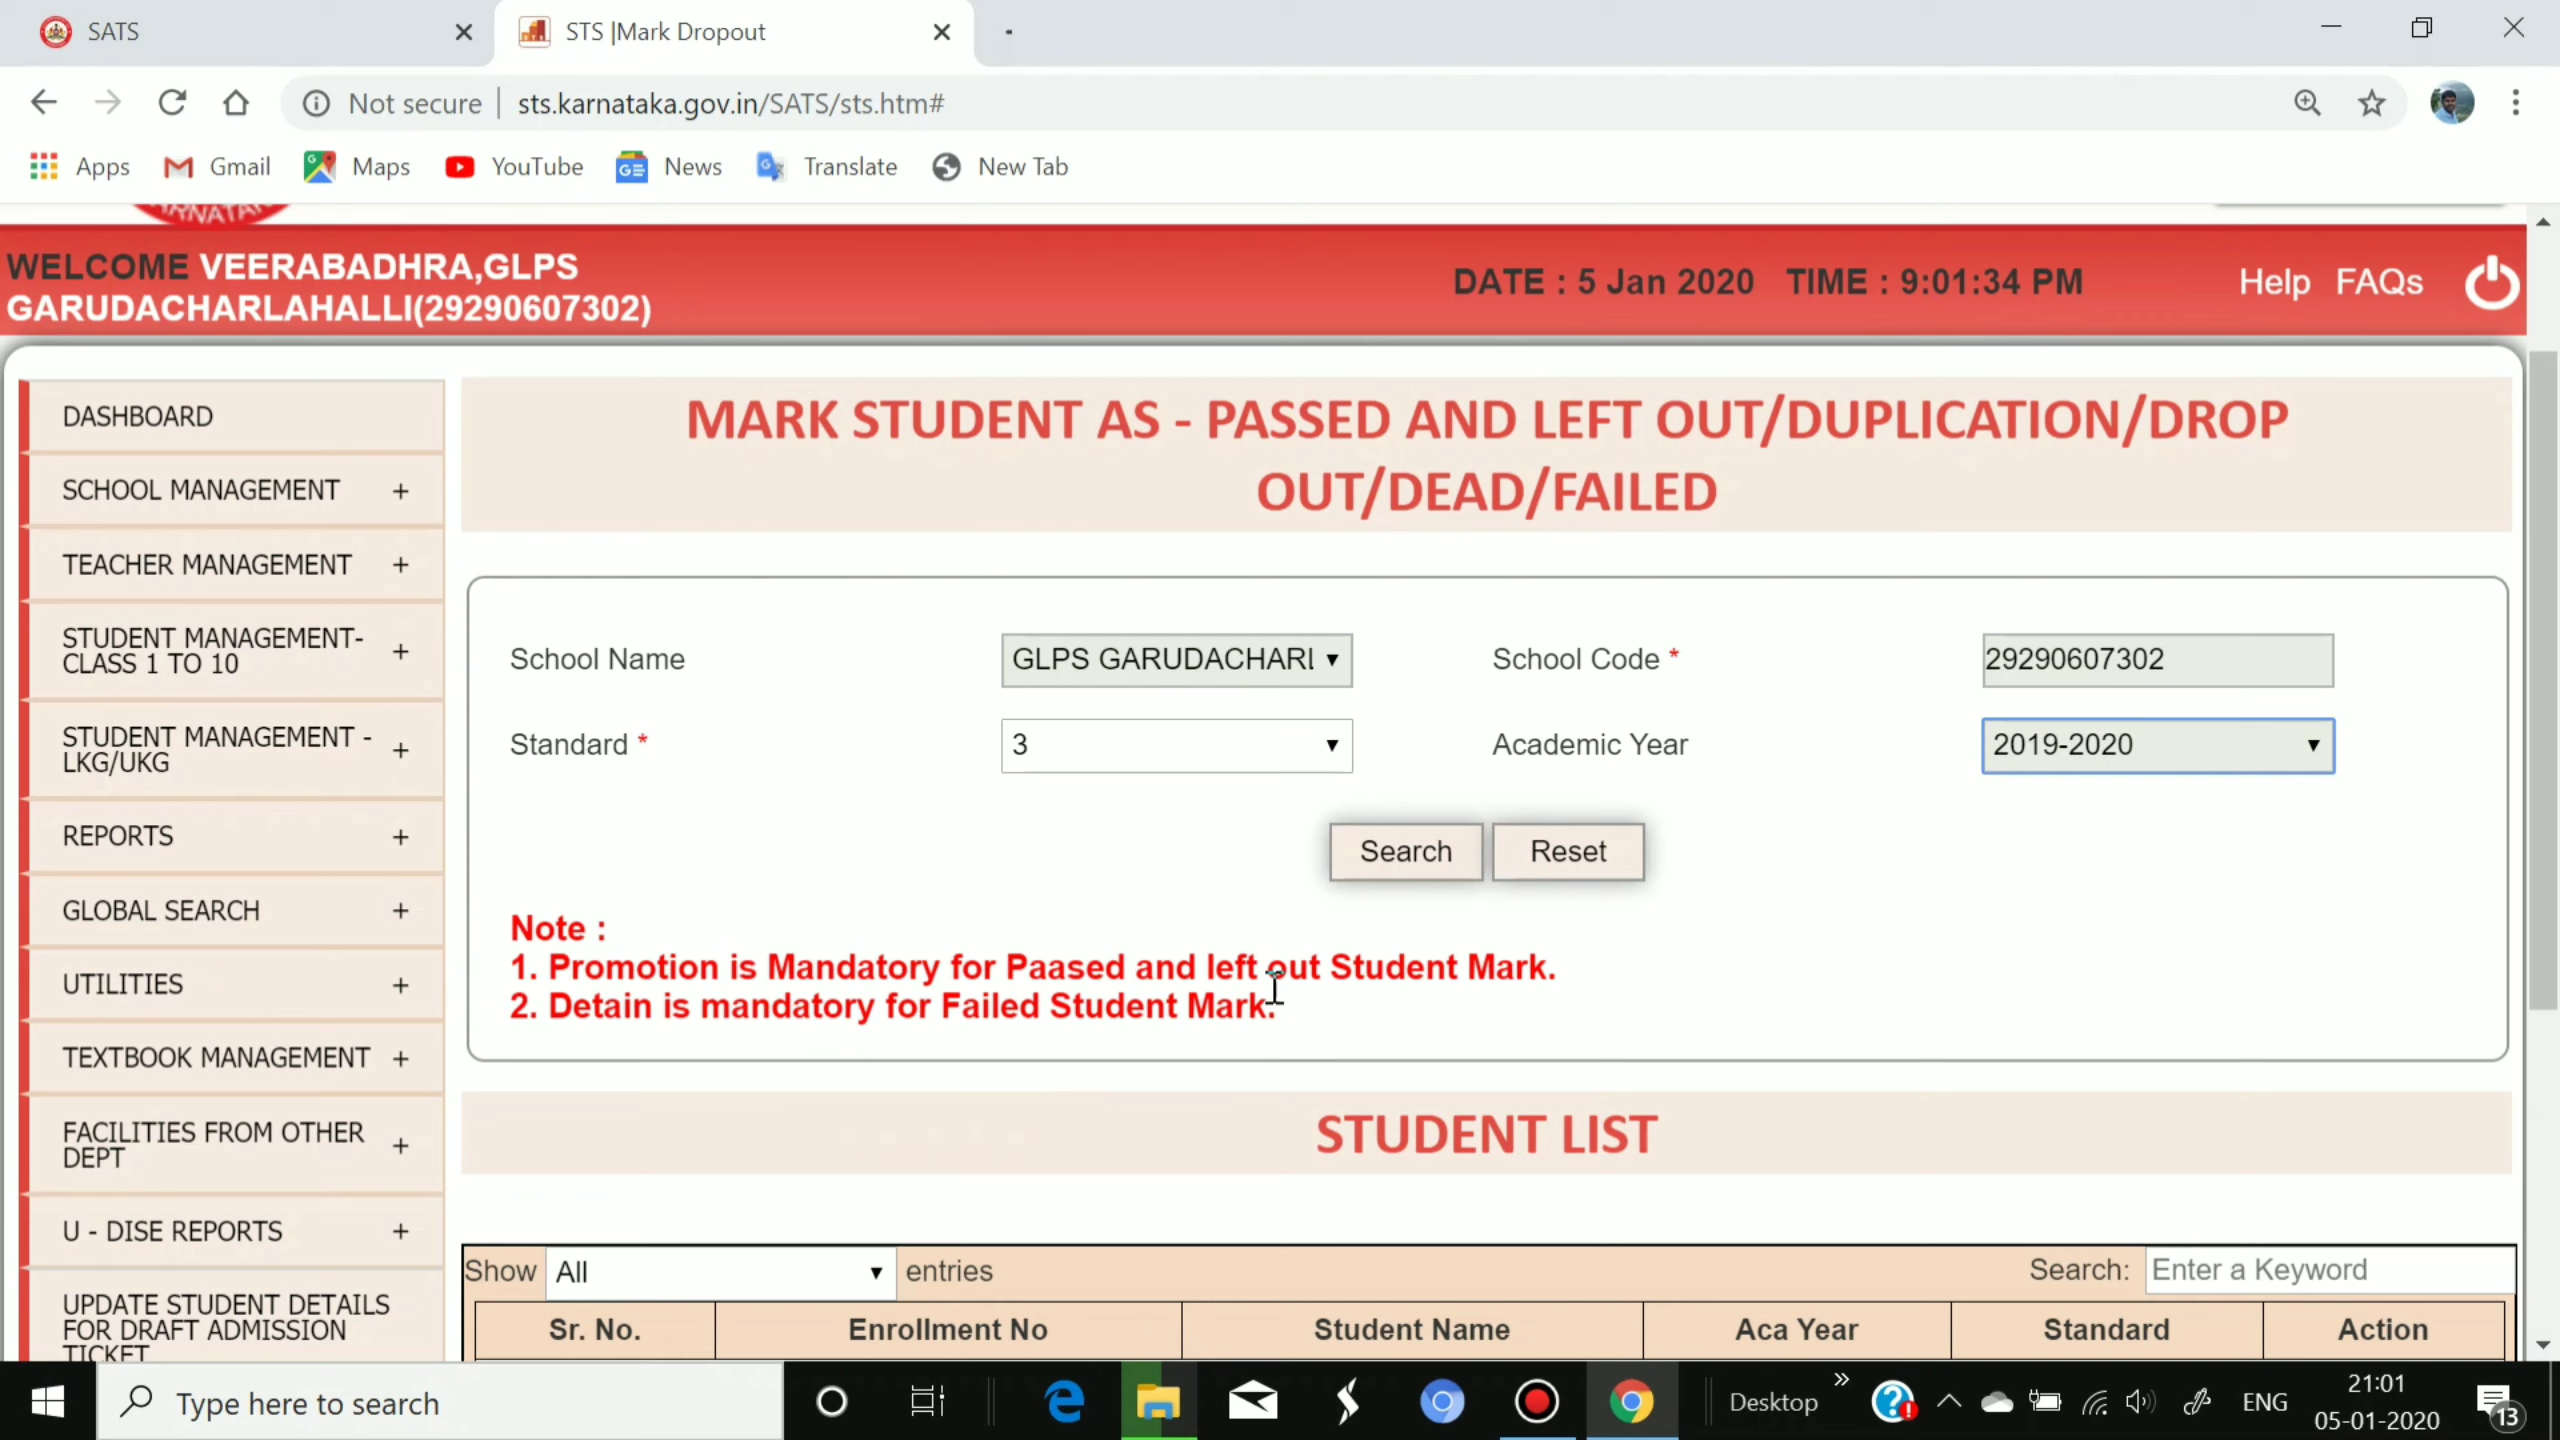 SATS
STS |Mark Dropout
Not secure | sts.karnataka.gov.in/SATS/sts.htm#
Apps Gmail Maps YouTube News Translate New Tab
WELCOME VEERABADHRA,GLPS
GARUDACHARLAHALLI(29290607302)
DATE : 5 Jan 2020 TIME : 9:01:34 PM
Help FAQs
DASHBOARD
SCHOOL MANAGEMENT +
TEACHER MANAGEMENT +
STUDENT MANAGEMENT-
CLASS 1 TO 10 +
STUDENT MANAGEMENT -
LKG/UKG +
REPORTS +
GLOBAL SEARCH +
UTILITIES +
TEXTBOOK MANAGEMENT +
FACILITIES FROM OTHER
DEPT +
U - DISE REPORTS +
UPDATE STUDENT DETAILS
FOR DRAFT ADMISSION
TICKET
MARK STUDENT AS - PASSED AND LEFT OUT/DUPLICATION/DROP
OUT/DEAD/FAILED
School Name GLPS GARUDACHARL School Code * 29290607302
Standard * 3 Academic Year 2019-2020
Search Reset
Note :
1. Promotion is Mandatory for Paased and left out Student Mark.
2. Detain is mandatory for Failed Student Mark.
STUDENT LIST
Show All entries Search: Enter a Keyword
Sr. No. Enrollment No Student Name Aca Year Standard Action
Type here to search
Desktop
ENG
21:01
05-01-2020
13